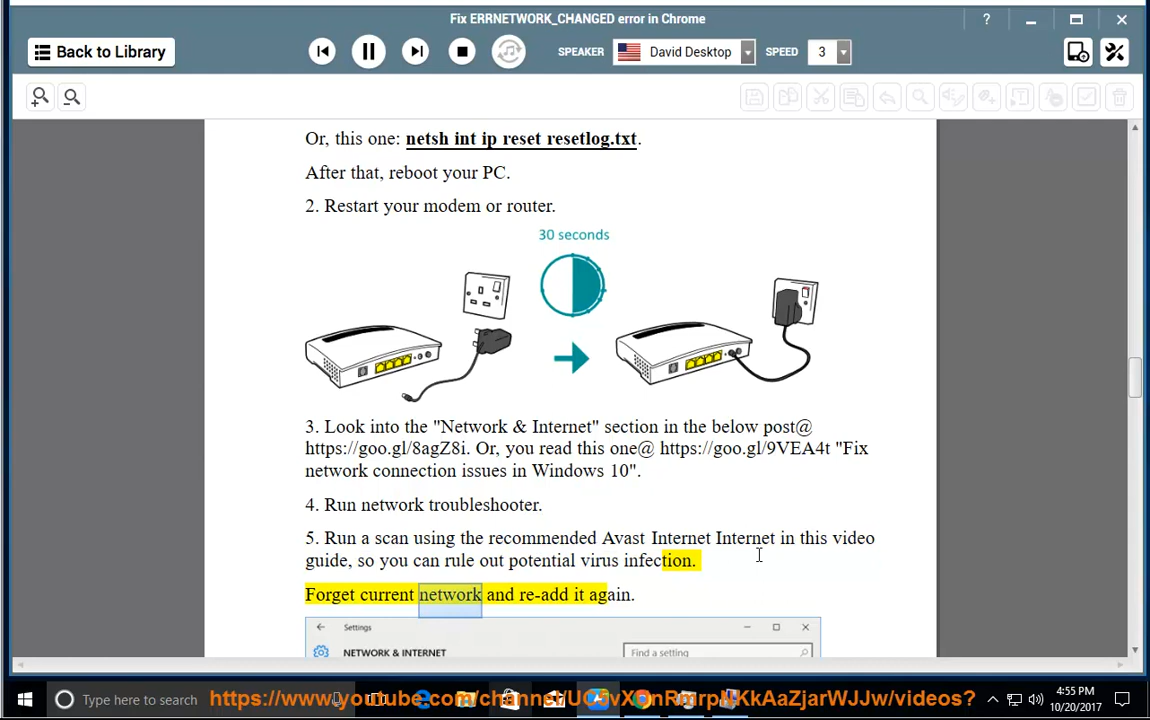 Fix ERRNETWORK_CHANGED error in Chrome
?
Back to Library
SPEAKER
David Desktop
SPEED
3
Or, this one: netsh int ip reset resetlog.txt.
After that, reboot your PC.
2. Restart your modem or router.
30 seconds
3. Look into the "Network & Internet" section in the below post@
https://goo.gl/8agZ8i. Or, you read this one@ https://goo.gl/9VEA4t "Fix
network connection issues in Windows 10".
4. Run network troubleshooter.
5. Run a scan using the recommended Avast Internet Internet in this video
guide, so you can rule out potential virus infection.
Forget current network and re-add it again.
Settings
NETWORK & INTERNET
Find a setting
Type here to search
4:55 PM
10/20/2017